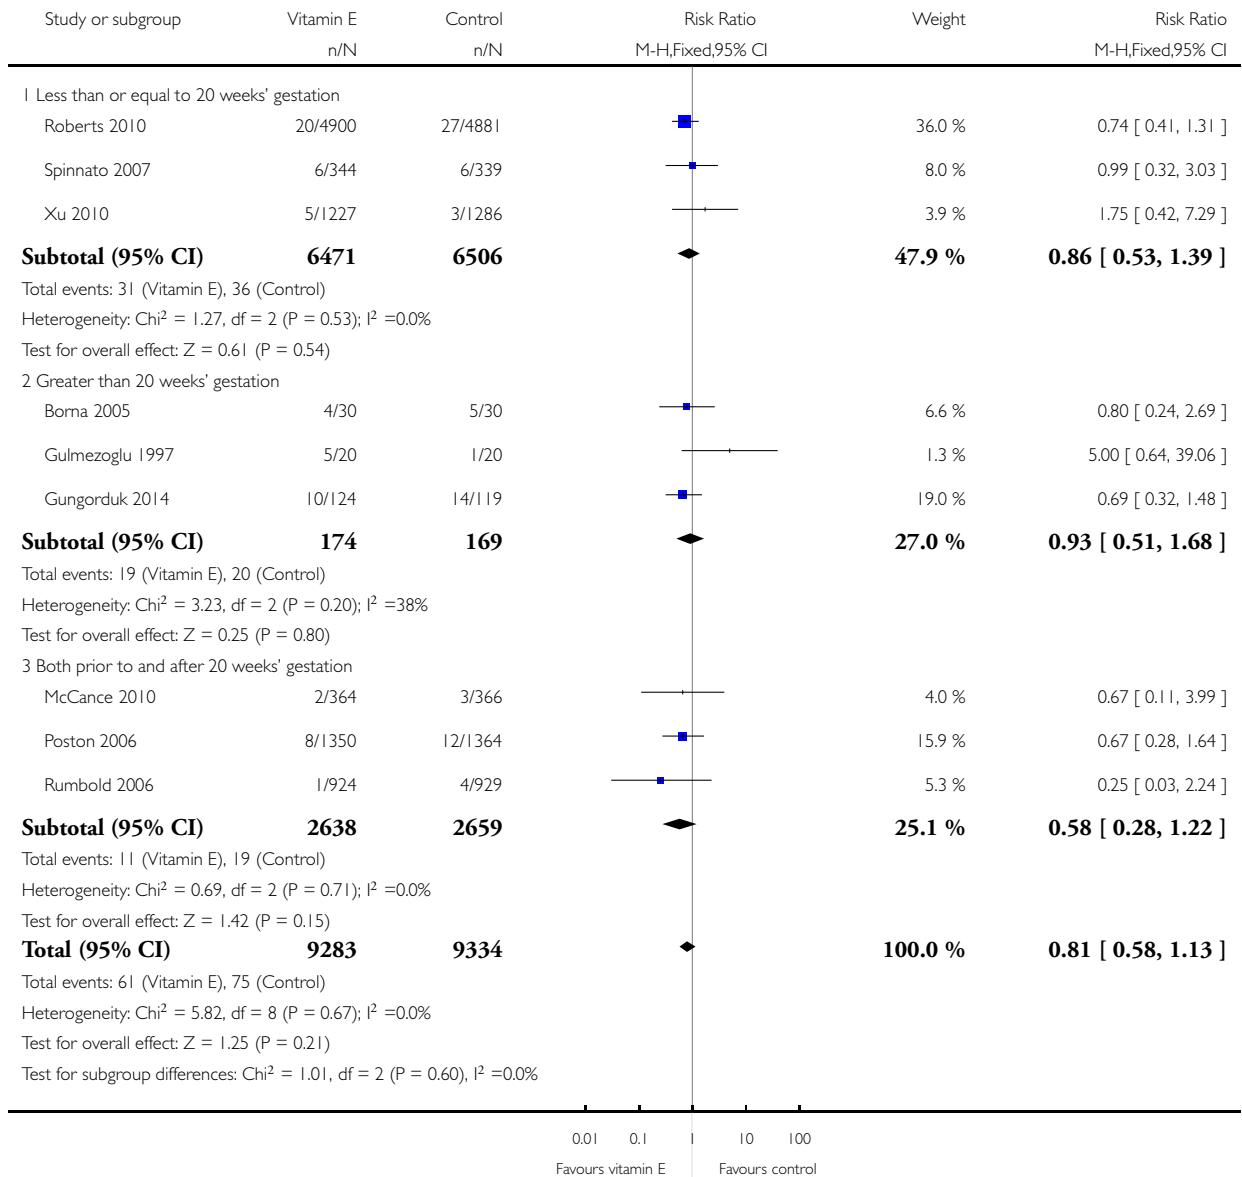 Study or subgroup Vitamin E Control Risk Ratio Weight Risk Ratio
n/N n/N M-H,Fixed,95% CI M-H,Fixed,95% CI
1 Less than or equal to 20 weeks' gestation
Roberts 2010 20/4900 27/4881 36.0 % 0.74 [ 0.41, 1.31 ]
Spinnato 2007 6/344 6/339 8.0 % 0.99 [ 0.32, 3.03 ]
Xu 2010 5/1227 3/1286 3.9 % 1.75 [ 0.42, 7.29 ]
Subtotal (95% CI) 6471 6506 47.9 % 0.86 [ 0.53, 1.39 ]
Total events: 31 (Vitamin E), 36 (Control)
Heterogeneity: Chi² = 1.27, df = 2 (P = 0.53); I² =0.0%
Test for overall effect: Z = 0.61 (P = 0.54)
2 Greater than 20 weeks' gestation
Borna 2005 4/30 5/30 6.6 % 0.80 [ 0.24, 2.69 ]
Gulmezoglu 1997 5/20 1/20 1.3 % 5.00 [ 0.64, 39.06 ]
Gungorduk 2014 10/124 14/119 19.0 % 0.69 [ 0.32, 1.48 ]
Subtotal (95% CI) 174 169 27.0 % 0.93 [ 0.51, 1.68 ]
Total events: 19 (Vitamin E), 20 (Control)
Heterogeneity: Chi² = 3.23, df = 2 (P = 0.20); I² =38%
Test for overall effect: Z = 0.25 (P = 0.80)
3 Both prior to and after 20 weeks' gestation
McCance 2010 2/364 3/366 4.0 % 0.67 [ 0.11, 3.99 ]
Poston 2006 8/1350 12/1364 15.9 % 0.67 [ 0.28, 1.64 ]
Rumbold 2006 1/924 4/929 5.3 % 0.25 [ 0.03, 2.24 ]
Subtotal (95% CI) 2638 2659 25.1 % 0.58 [ 0.28, 1.22 ]
Total events: 11 (Vitamin E), 19 (Control)
Heterogeneity: Chi² = 0.69, df = 2 (P = 0.71); I² =0.0%
Test for overall effect: Z = 1.42 (P = 0.15)
Total (95% CI) 9283 9334 100.0 % 0.81 [ 0.58, 1.13 ]
Total events: 61 (Vitamin E), 75 (Control)
Heterogeneity: Chi² = 5.82, df = 8 (P = 0.67); I² =0.0%
Test for overall effect: Z = 1.25 (P = 0.21)
Test for subgroup differences: Chi² = 1.01, df = 2 (P = 0.60), I² =0.0%
0.01 0.1 1 10 100
Favours vitamin E Favours control